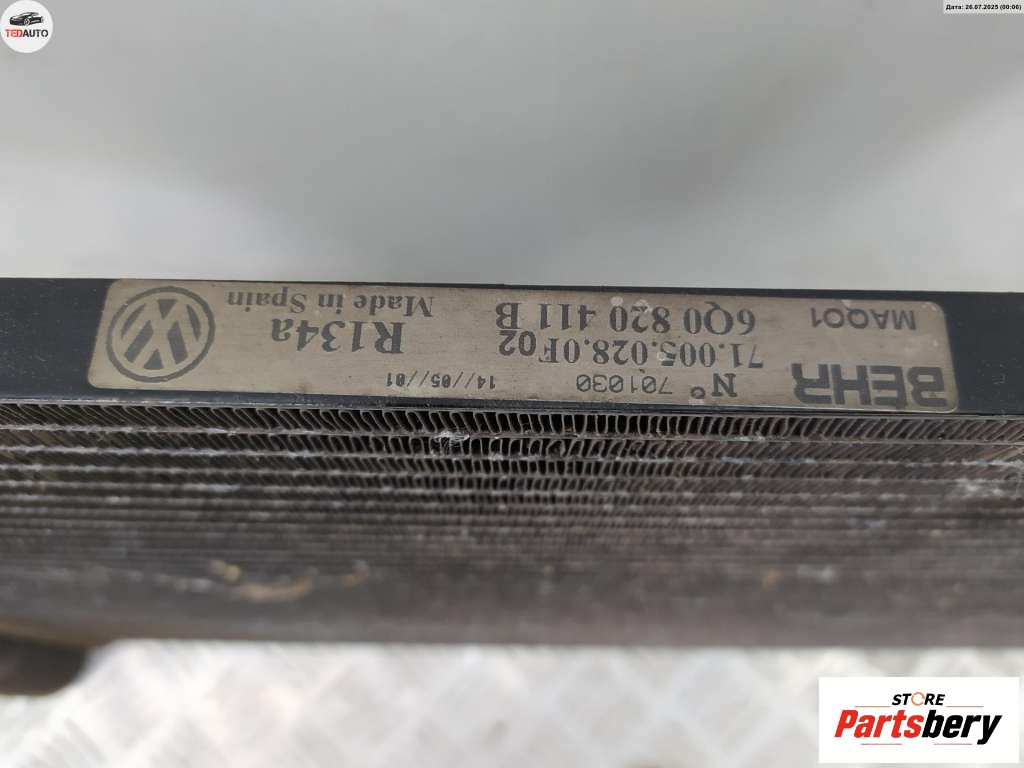 TEDAUTO
Дата: 26.07.2025 (00:06)
BEHR
N° 701030 14//05//01
71.005.028.0F02
R134a
MAQ01
6Q0 820 411 B
Made in Spain
STORE
Partsbery